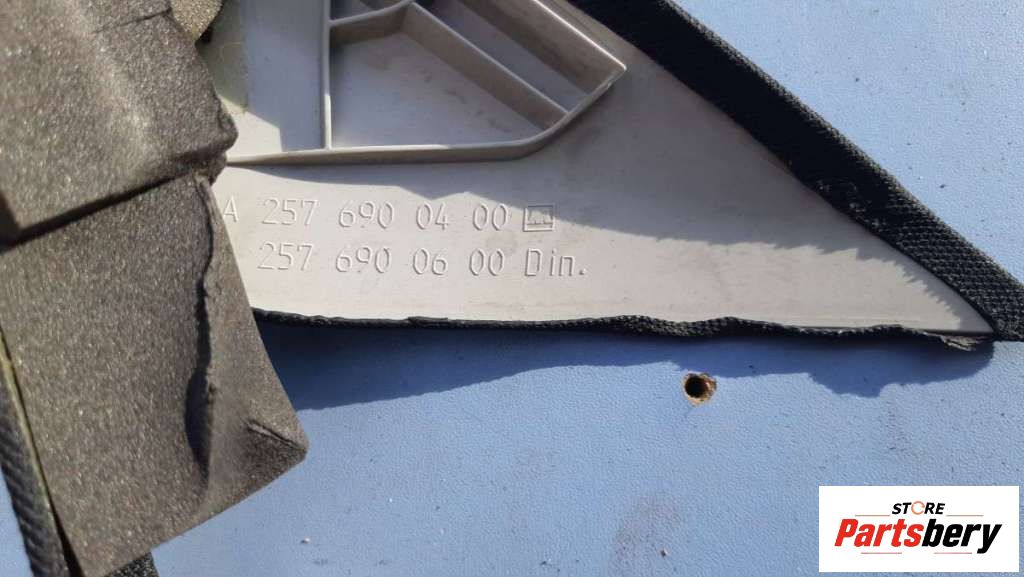 A 257 690 04 00
257 690 06 00 Din.
STORE
Partsbery